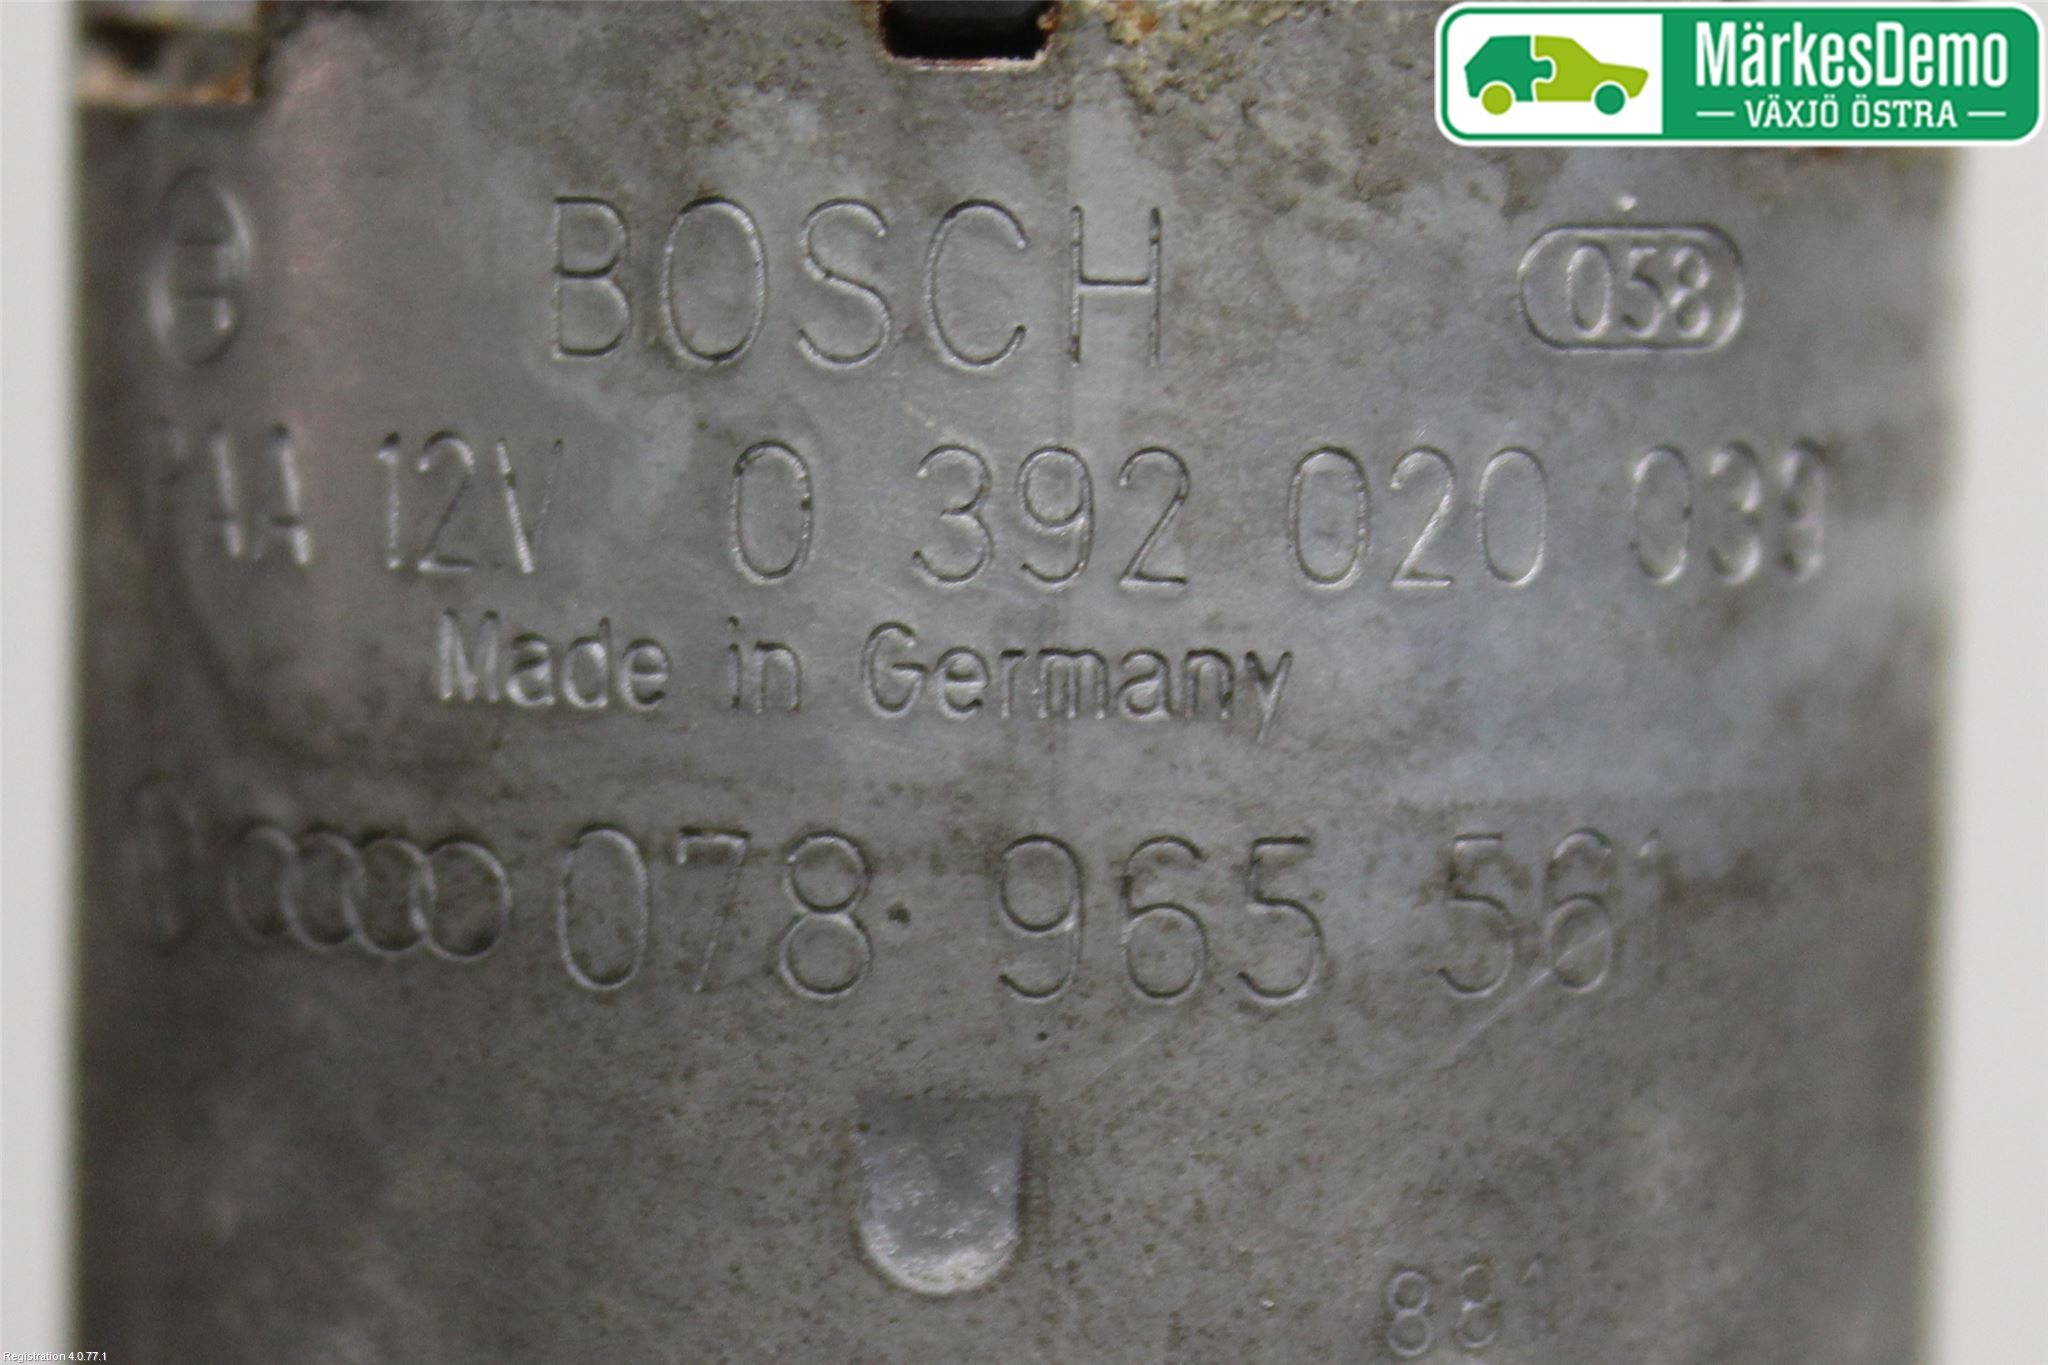 MärkesDemo
VÄXJÖ ÖSTRA
BOSCH 058
12V 0 392 020 039
Made in Germany
078 965 561
881
Registration 4.0.77.1